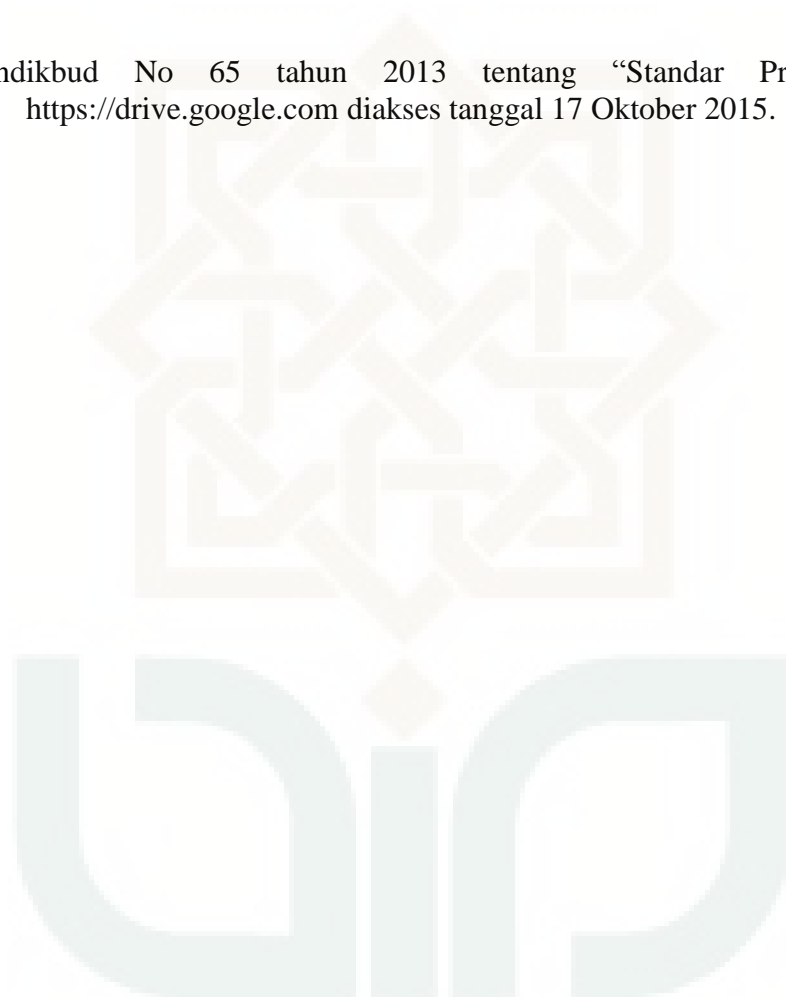 ndikbud No 65 tahun 2013 tentang “Standar Pr
https://drive.google.com diakses tanggal 17 Oktober 2015.